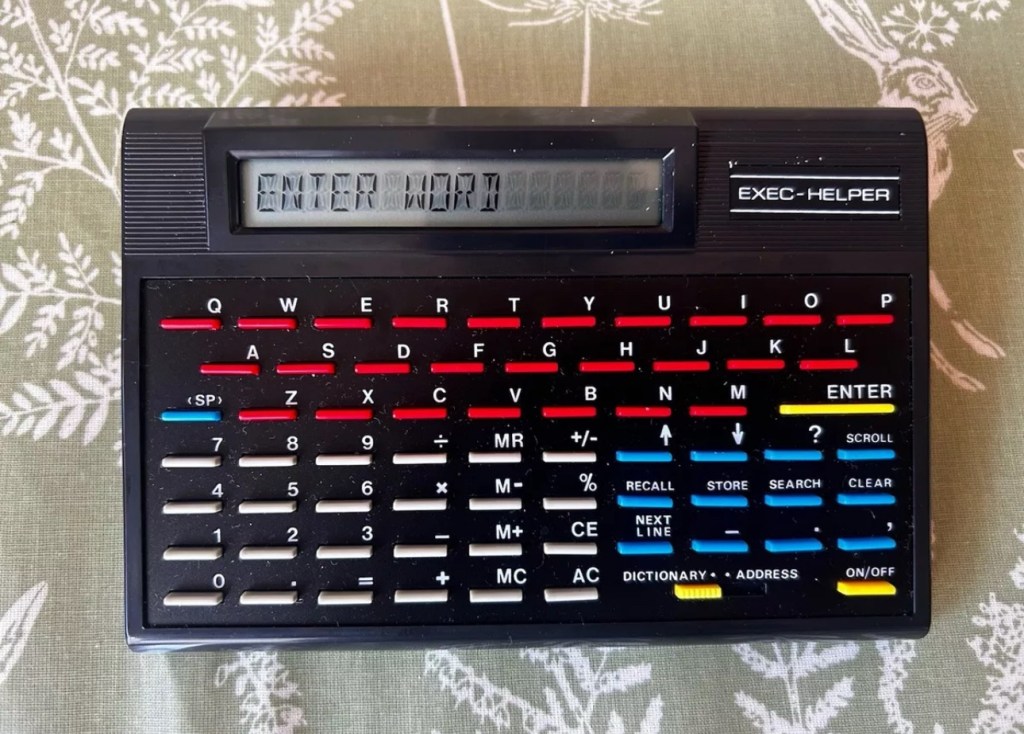 ENTER WORD
EXEC-HELPER
Q W E R T Y U I O P
A S D F G H J K L
‹SP› Z X C V B N M ENTER
7 8 9 ÷ MR +/- ↑ ↓ ? SCROLL
4 5 6 × M- % RECALL STORE SEARCH CLEAR
1 2 3 – M+ CE NEXT LINE – . ,
0 . = + MC AC DICTIONARY • • ADDRESS ON/OFF